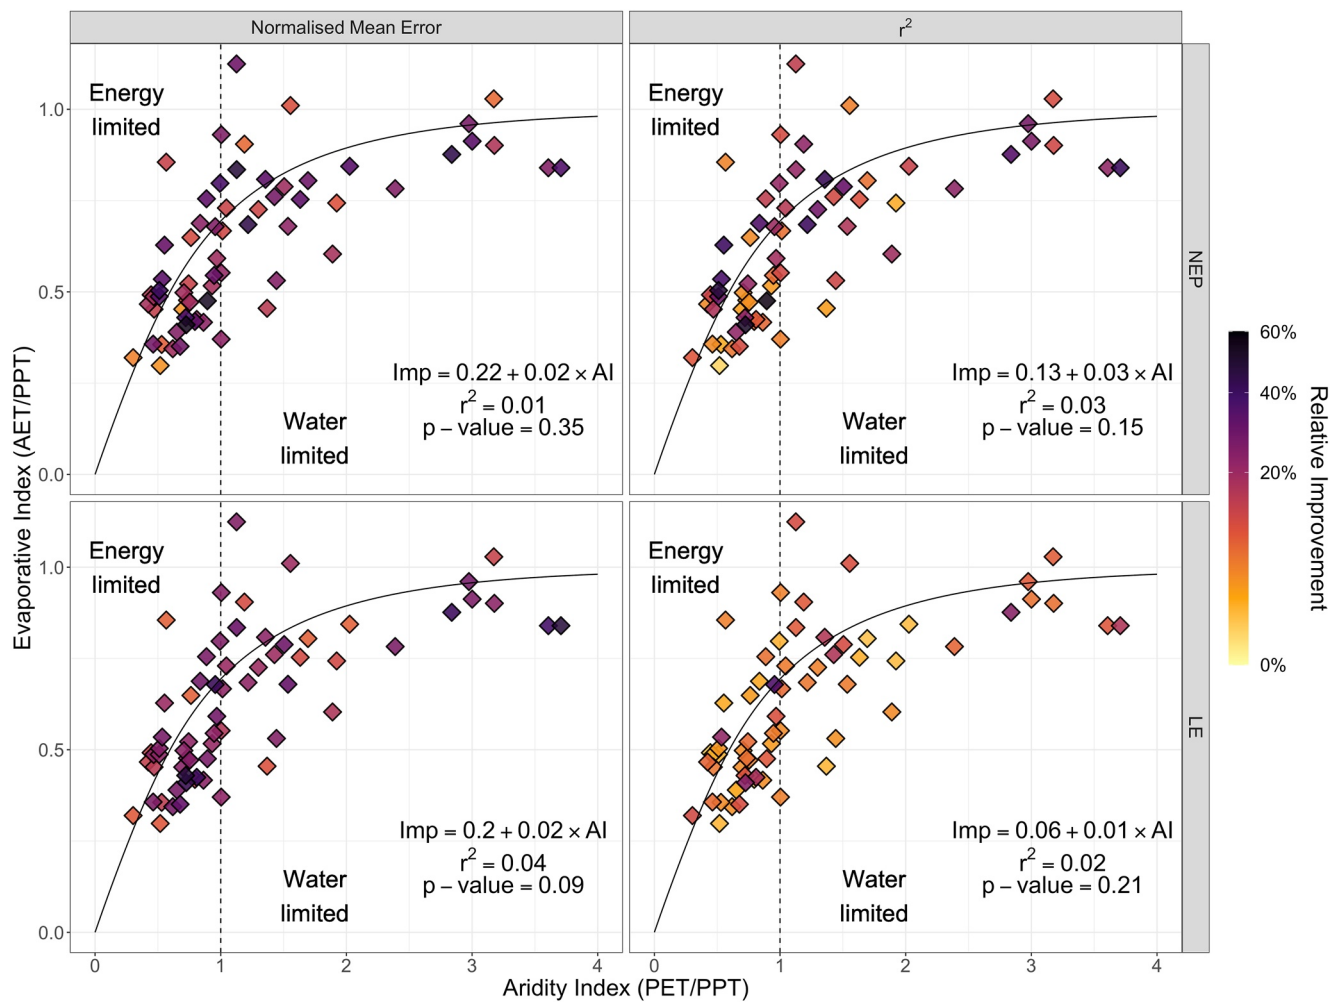 Normalised Mean Error
r²
Energy
limited
Energy
limited
1.0
0.5
0.0
Imp = 0.22 + 0.02 × AI
r² = 0.01
p − value = 0.35
Water
limited
Imp = 0.13 + 0.03 × AI
r² = 0.03
p − value = 0.15
Water
limited
NEP
Energy
limited
Energy
limited
1.0
0.5
0.0
Imp = 0.2 + 0.02 × AI
r² = 0.04
p − value = 0.09
Water
limited
Imp = 0.06 + 0.01 × AI
r² = 0.02
p − value = 0.21
Water
limited
LE
0 1 2 3 4
0 1 2 3 4
Aridity Index (PET/PPT)
Evaporative Index (AET/PPT)
60%
40%
20%
0%
Relative Improvement